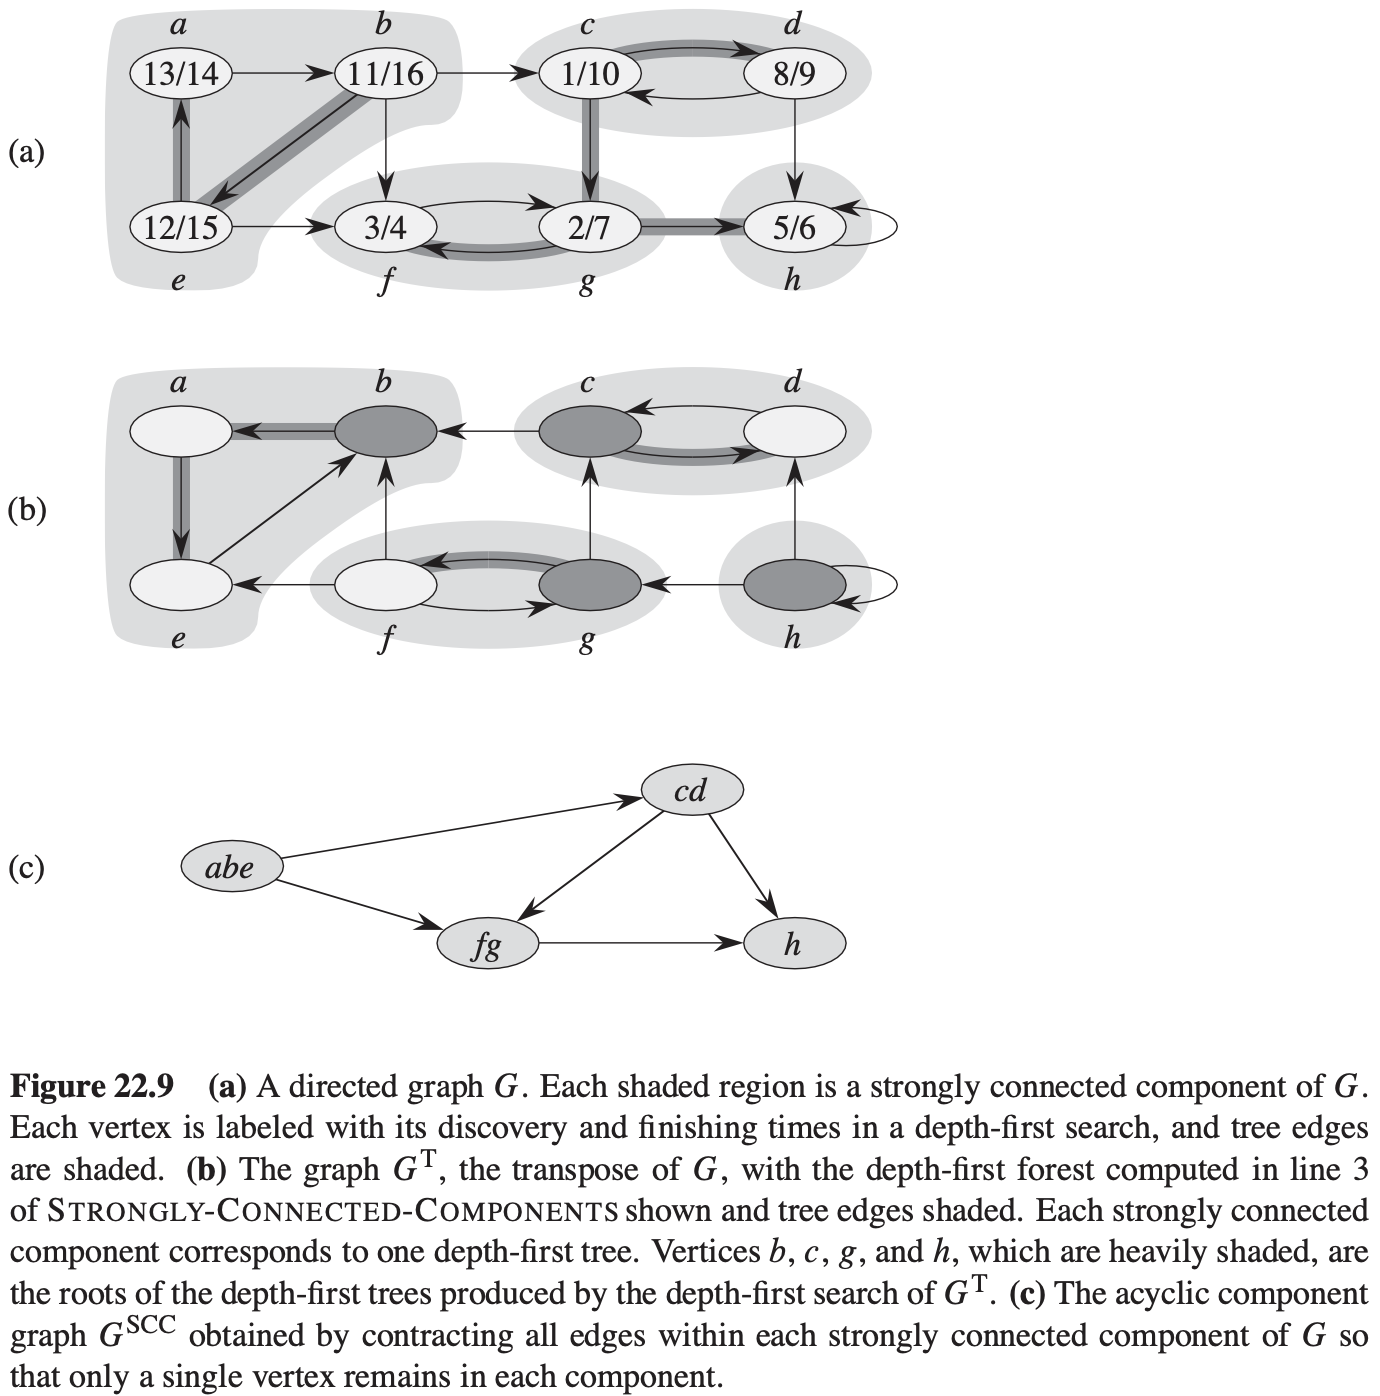 a b c d
13/14 11/16 1/10 8/9
(a)
12/15 3/4 2/7 5/6
e f g h
a b c d
(b)
e f g h
cd
(c) abe
fg h
Figure 22.9 (a) A directed graph G. Each shaded region is a strongly connected component of G.
Each vertex is labeled with its discovery and finishing times in a depth-first search, and tree edges
are shaded. (b) The graph Gᵀ, the transpose of G, with the depth-first forest computed in line 3
of STRONGLY-CONNECTED-COMPONENTS shown and tree edges shaded. Each strongly connected
component corresponds to one depth-first tree. Vertices b, c, g, and h, which are heavily shaded, are
the roots of the depth-first trees produced by the depth-first search of Gᵀ. (c) The acyclic component
graph G^SCC obtained by contracting all edges within each strongly connected component of G so
that only a single vertex remains in each component.